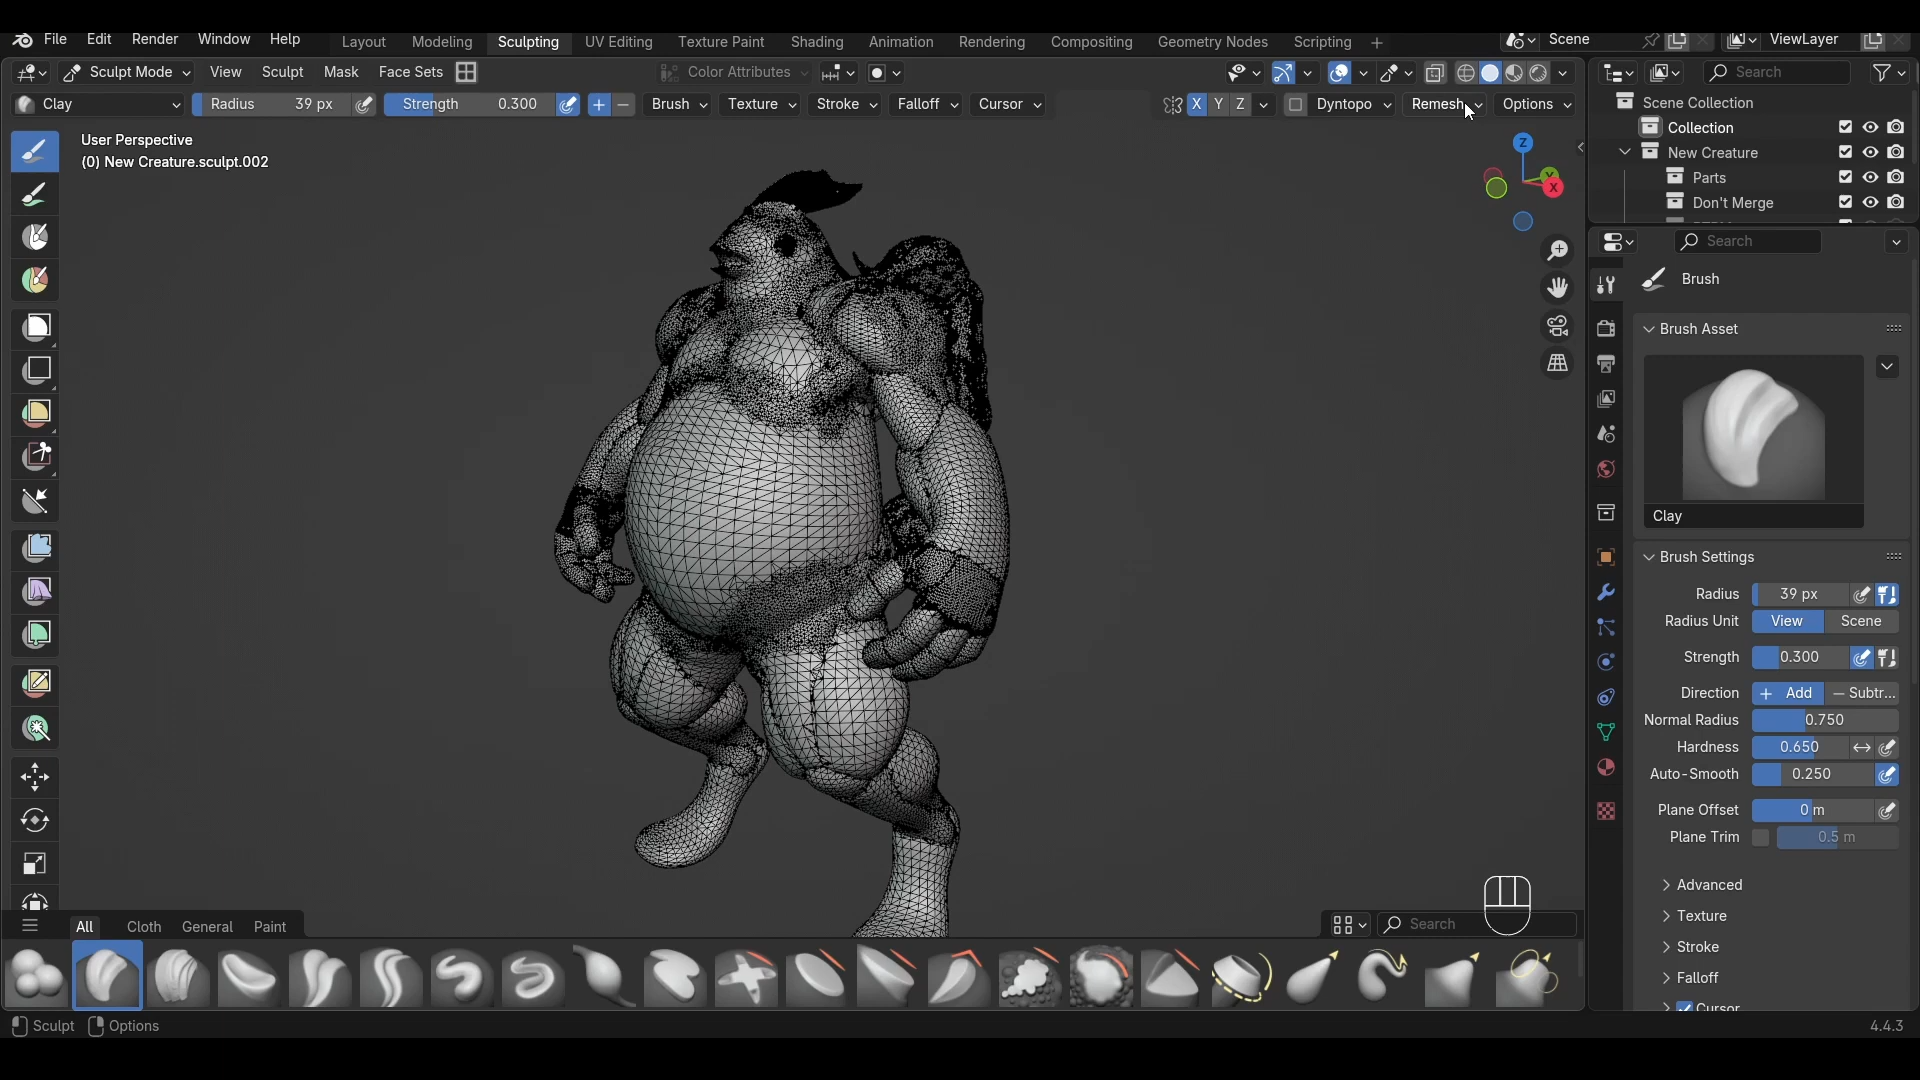 File Edit Render Window Help Layout Modeling Sculpting UV Editing Texture Paint Shading Animation Rendering Compositing Geometry Nodes Scripting + Scene ViewLayer
Sculpt Mode View Sculpt Mask Face Sets Color Attributes Search
Clay Radius 39 px Strength 0.300 + − Brush Texture Stroke Falloff Cursor X Y Z Dyntopo Remesh Options
Scene Collection
Collection
New Creature
Parts
Don't Merge
User Perspective
(0) New Creature.sculpt.002
Z
Y
X
Search
Brush
Brush Asset
Clay
Brush Settings
Radius 39 px
Radius Unit View Scene
Strength 0.300
Direction + Add − Subtr...
Normal Radius 0.750
Hardness 0.650
Auto-Smooth 0.250
Plane Offset 0 m
Plane Trim 0.5 m
Advanced
Texture
Stroke
Falloff
Cursor
All Cloth General Paint Search
Sculpt Options 4.4.3